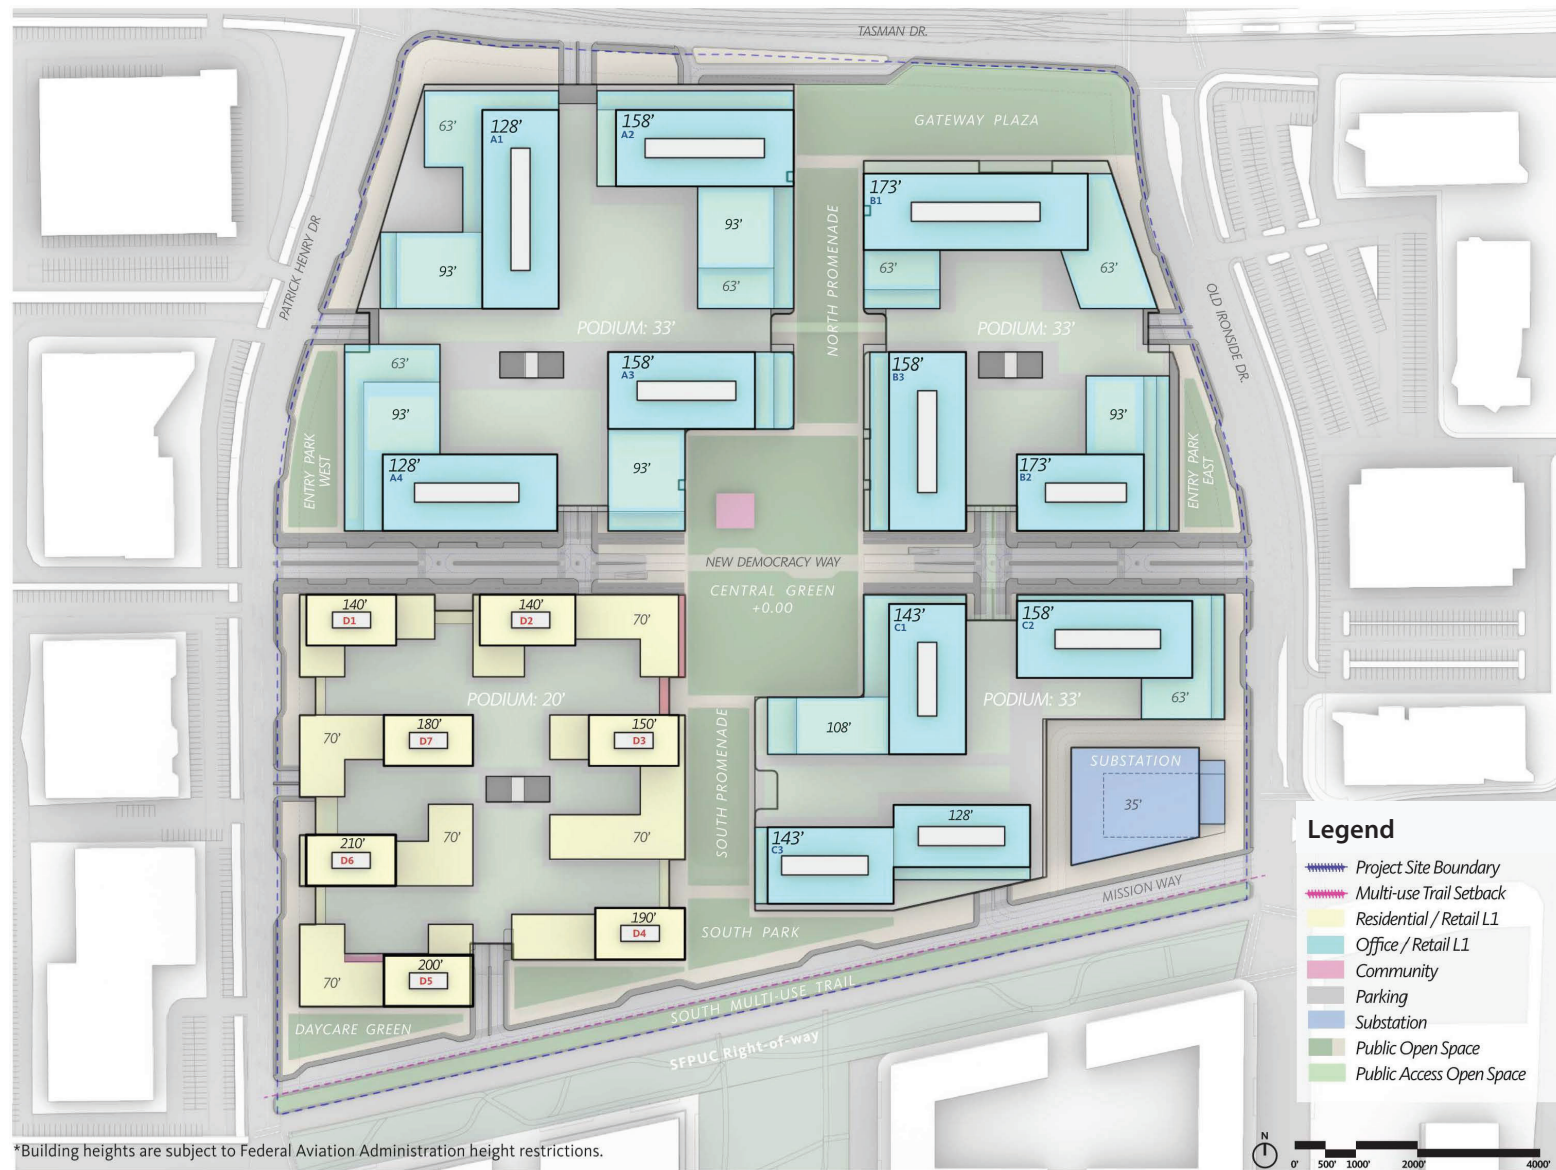 TASMAN DR.
63'
128'
A1
158'
A2
GATEWAY PLAZA
173'
B1
93'
93'
63'
63'
63'
PATRICK HENRY DR
NORTH PROMENADE
OLD IRONSIDE DR.
PODIUM: 33'
PODIUM: 33'
63'
158'
A3
158'
B3
93'
93'
ENTRY PARK
WEST
128'
A4
93'
173'
B2
ENTRY PARK
EAST
NEW DEMOCRACY WAY
CENTRAL GREEN
+0.00
140'
D1
140'
D2
70'
143'
C1
158'
C2
PODIUM: 20'
PODIUM: 33'
63'
180'
D7
150'
D3
70'
108'
SOUTH PROMENADE
SUBSTATION
35'
210'
D6
70'
70'
128'
143'
C3
MISSION WAY
190'
D4
SOUTH PARK
200'
D5
70'
DAYCARE GREEN
SOUTH MULTI-USE TRAIL
SFPUC Right-of-way
Legend
Project Site Boundary
Multi-use Trail Setback
Residential / Retail L1
Office / Retail L1
Community
Parking
Substation
Public Open Space
Public Access Open Space
*Building heights are subject to Federal Aviation Administration height restrictions.
N
0' 500' 1000' 2000' 4000'